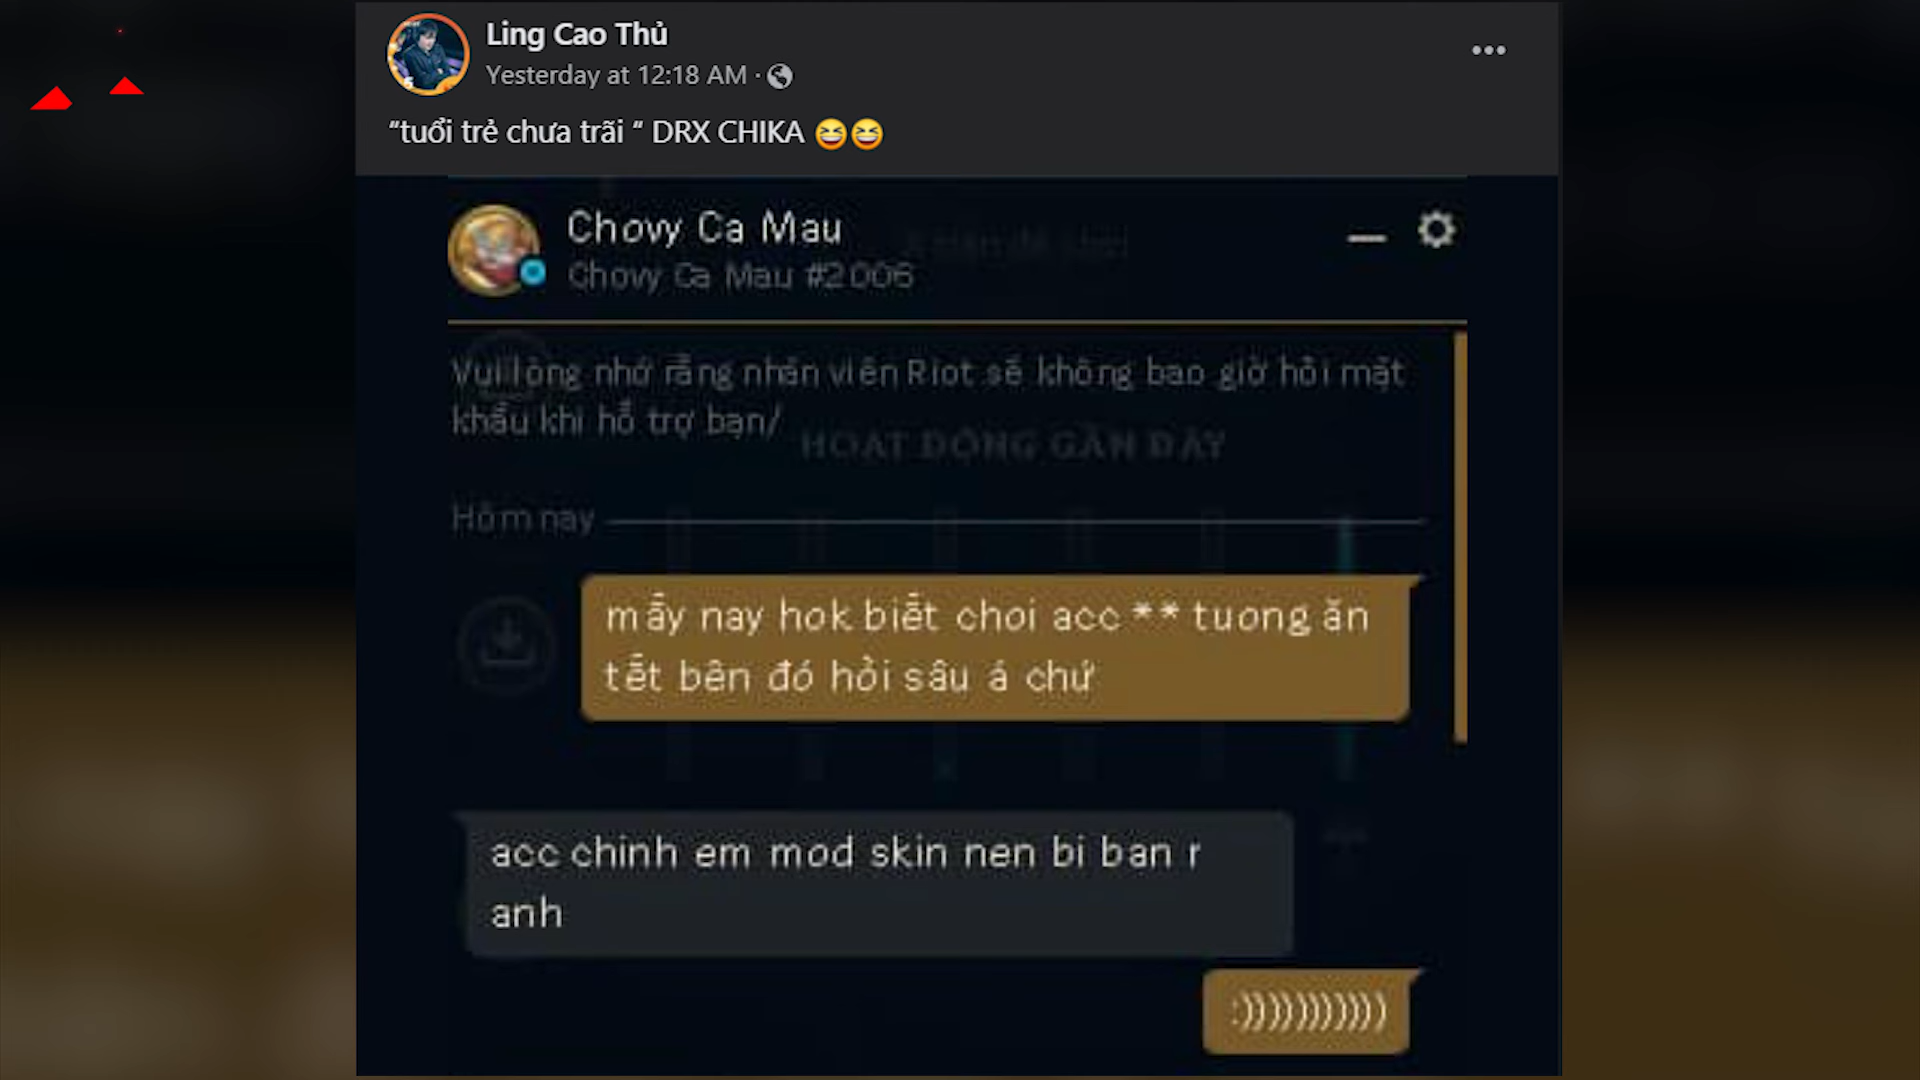 Ling Cao Thủ
Yesterday at 12:18 AM ·
“tuổi trẻ chưa trãi “ DRX CHIKA 😆😆
Chovy Ca Mau
Chovy Ca Mau #2006
Vui lòng nhớ rằng nhân viên Riot sẽ không bao giờ hỏi mật
khẩu khi hỗ trợ bạn/
HOẠT ĐỘNG GẦN ĐÂY
Hôm nay
mấy nay hok biết choi acc ** tuong ăn
tết bên đó hỏi sâu á chứ
acc chinh em mod skin nen bi ban r
anh
:)))))))))))